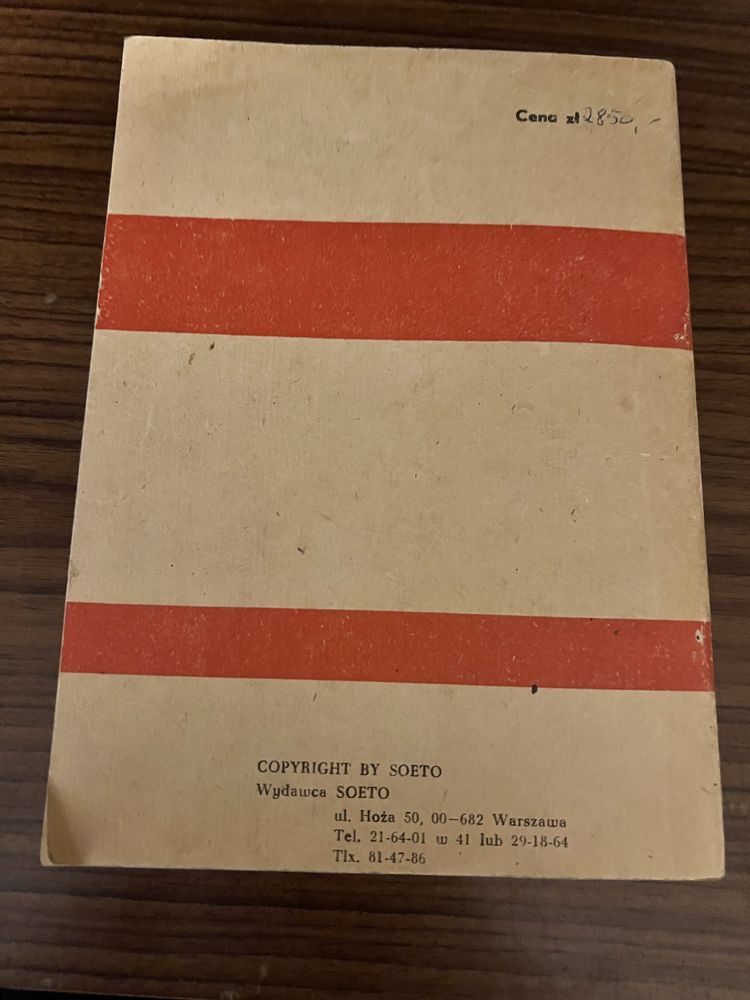 Cena zł 2850,-
COPYRIGHT BY SOETO
Wydawca SOETO
ul. Hoża 50, 00-682 Warszawa
Tel. 21-64-01 w 41 lub 29-18-64
Tlx. 81-47-86